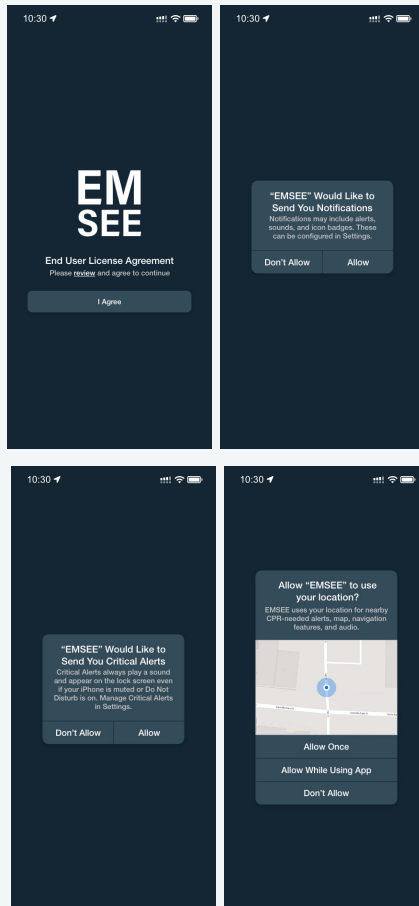 10:30
EM
SEE
End User License Agreement
Please review and agree to continue
I Agree
10:30
“EMSEE” Would Like to
Send You Notifications
Notifications may include alerts,
sounds, and icon badges. These
can be configured in Settings.
Don’t Allow
Allow
10:30
“EMSEE” Would Like to
Send You Critical Alerts
Critical Alerts always play a sound
and appear on the lock screen even
if your iPhone is muted or Do Not
Disturb is on. Manage Critical Alerts
in Settings.
Don’t Allow
Allow
10:30
Allow “EMSEE” to use
your location?
EMSEE uses your location for nearby
CPR-needed alerts, map, navigation
features, and audio.
Allow Once
Allow While Using App
Don’t Allow